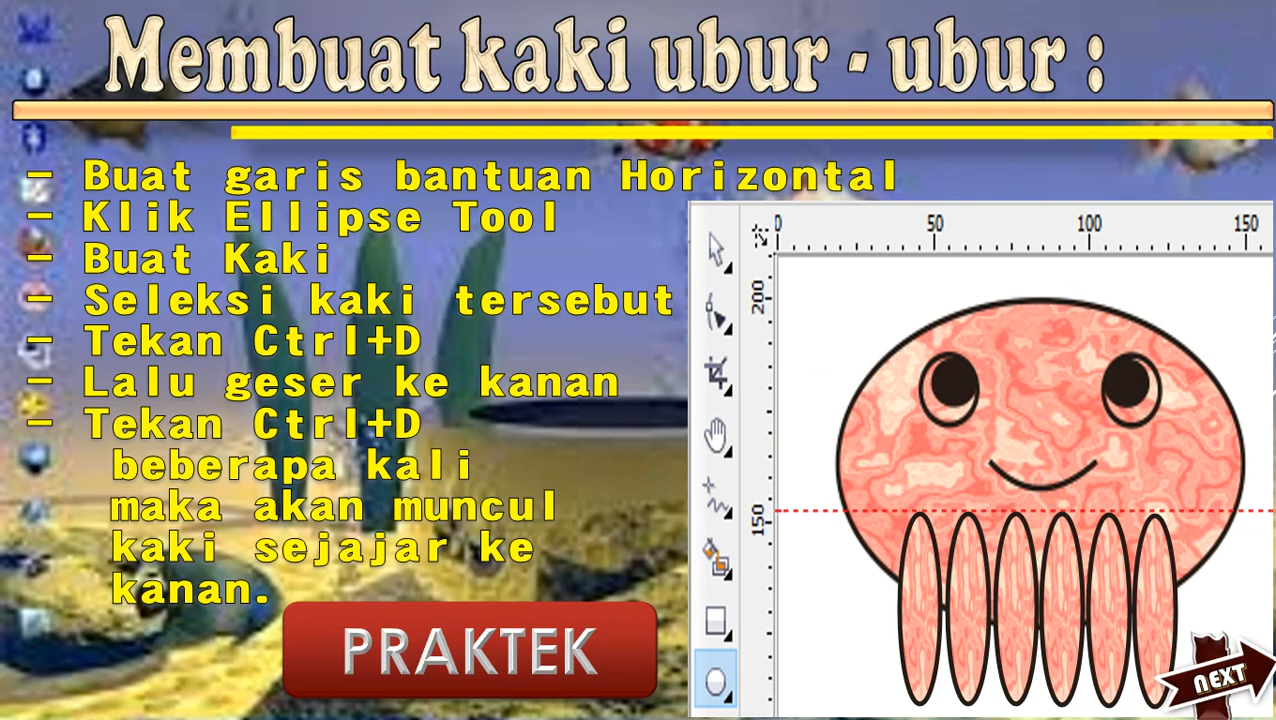 Membuat kaki ubur - ubur :
- Buat garis bantuan Horizontal
- Klik Ellipse Tool
- Buat Kaki
- Seleksi kaki tersebut
- Tekan Ctrl+D
- Lalu geser ke kanan
- Tekan Ctrl+D
beberapa kali
maka akan muncul
kaki sejajar ke
kanan.
PRAKTEK
0 50 100 150
200
150
NEXT